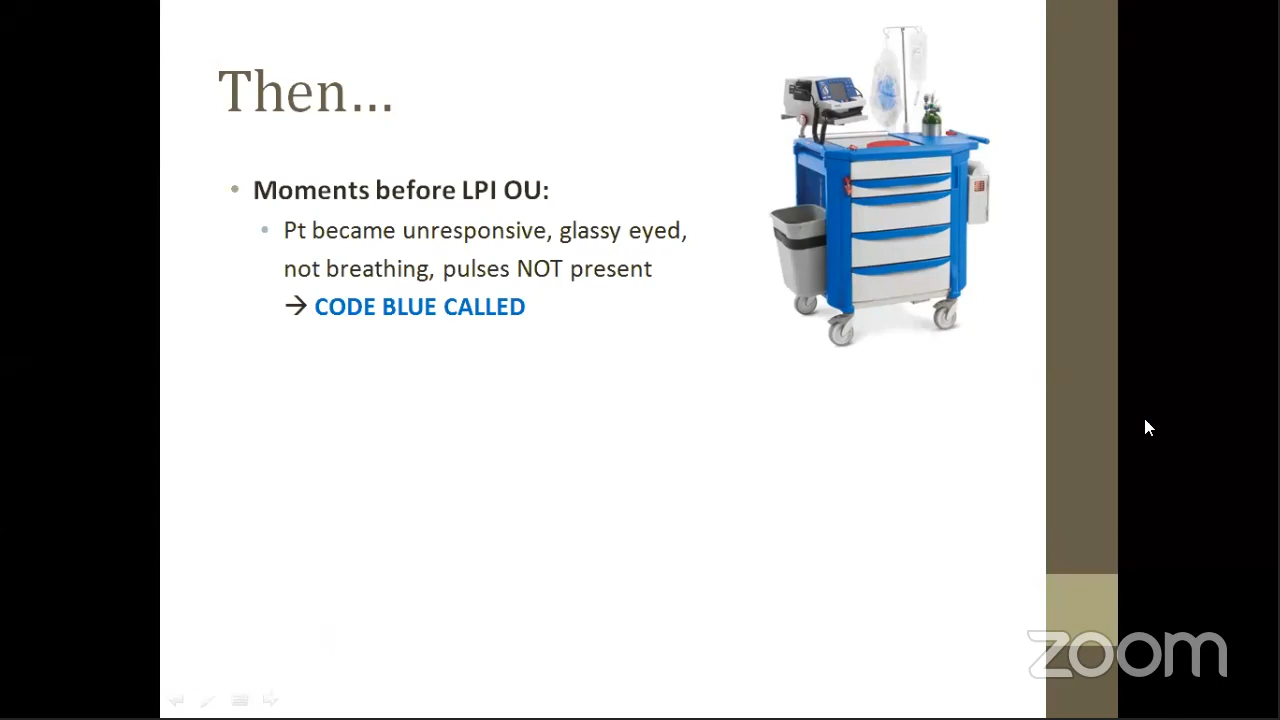 Then...
• Moments before LPI OU:
• Pt became unresponsive, glassy eyed,
not breathing, pulses NOT present
→ CODE BLUE CALLED
zoom